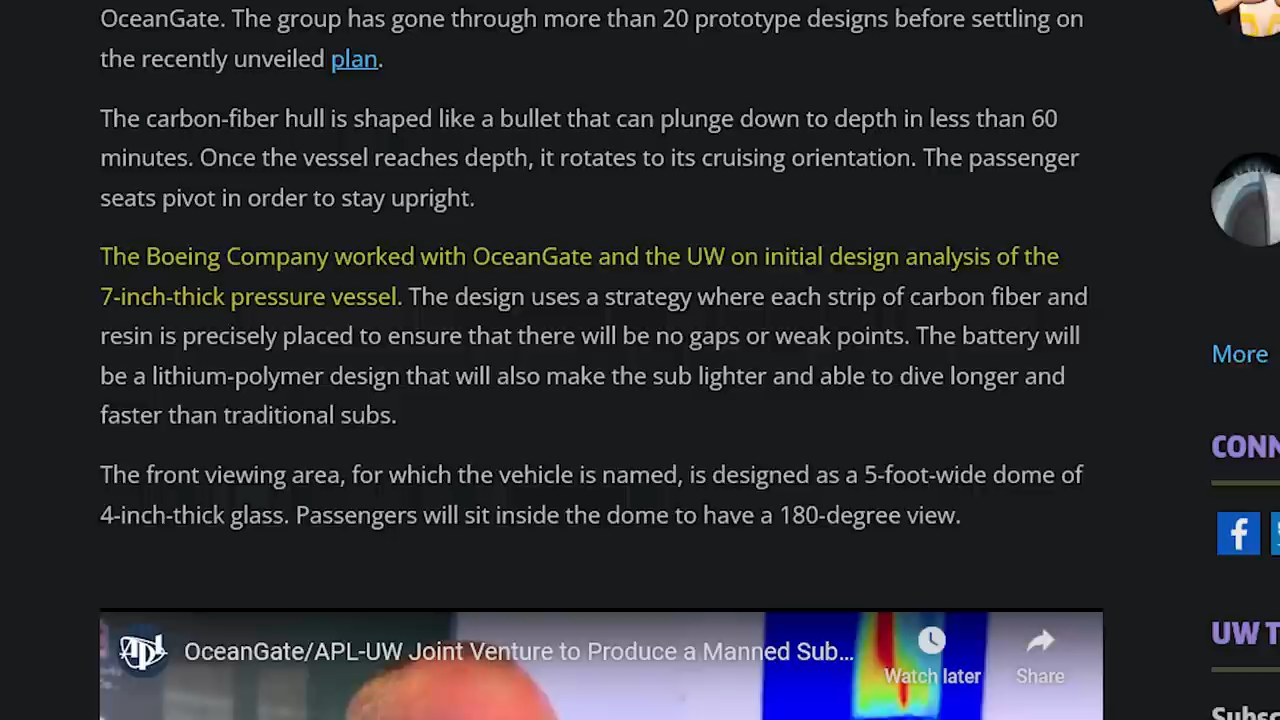 OceanGate. The group has gone through more than 20 prototype designs before settling on
the recently unveiled plan.
The carbon-fiber hull is shaped like a bullet that can plunge down to depth in less than 60
minutes. Once the vessel reaches depth, it rotates to its cruising orientation. The passenger
seats pivot in order to stay upright.
The Boeing Company worked with OceanGate and the UW on initial design analysis of the
7-inch-thick pressure vessel. The design uses a strategy where each strip of carbon fiber and
resin is precisely placed to ensure that there will be no gaps or weak points. The battery will
be a lithium-polymer design that will also make the sub lighter and able to dive longer and
faster than traditional subs.
The front viewing area, for which the vehicle is named, is designed as a 5-foot-wide dome of
4-inch-thick glass. Passengers will sit inside the dome to have a 180-degree view.
OceanGate/APL-UW Joint Venture to Produce a Manned Sub...
Watch later
Share
More
CONN
UW T
Subsc